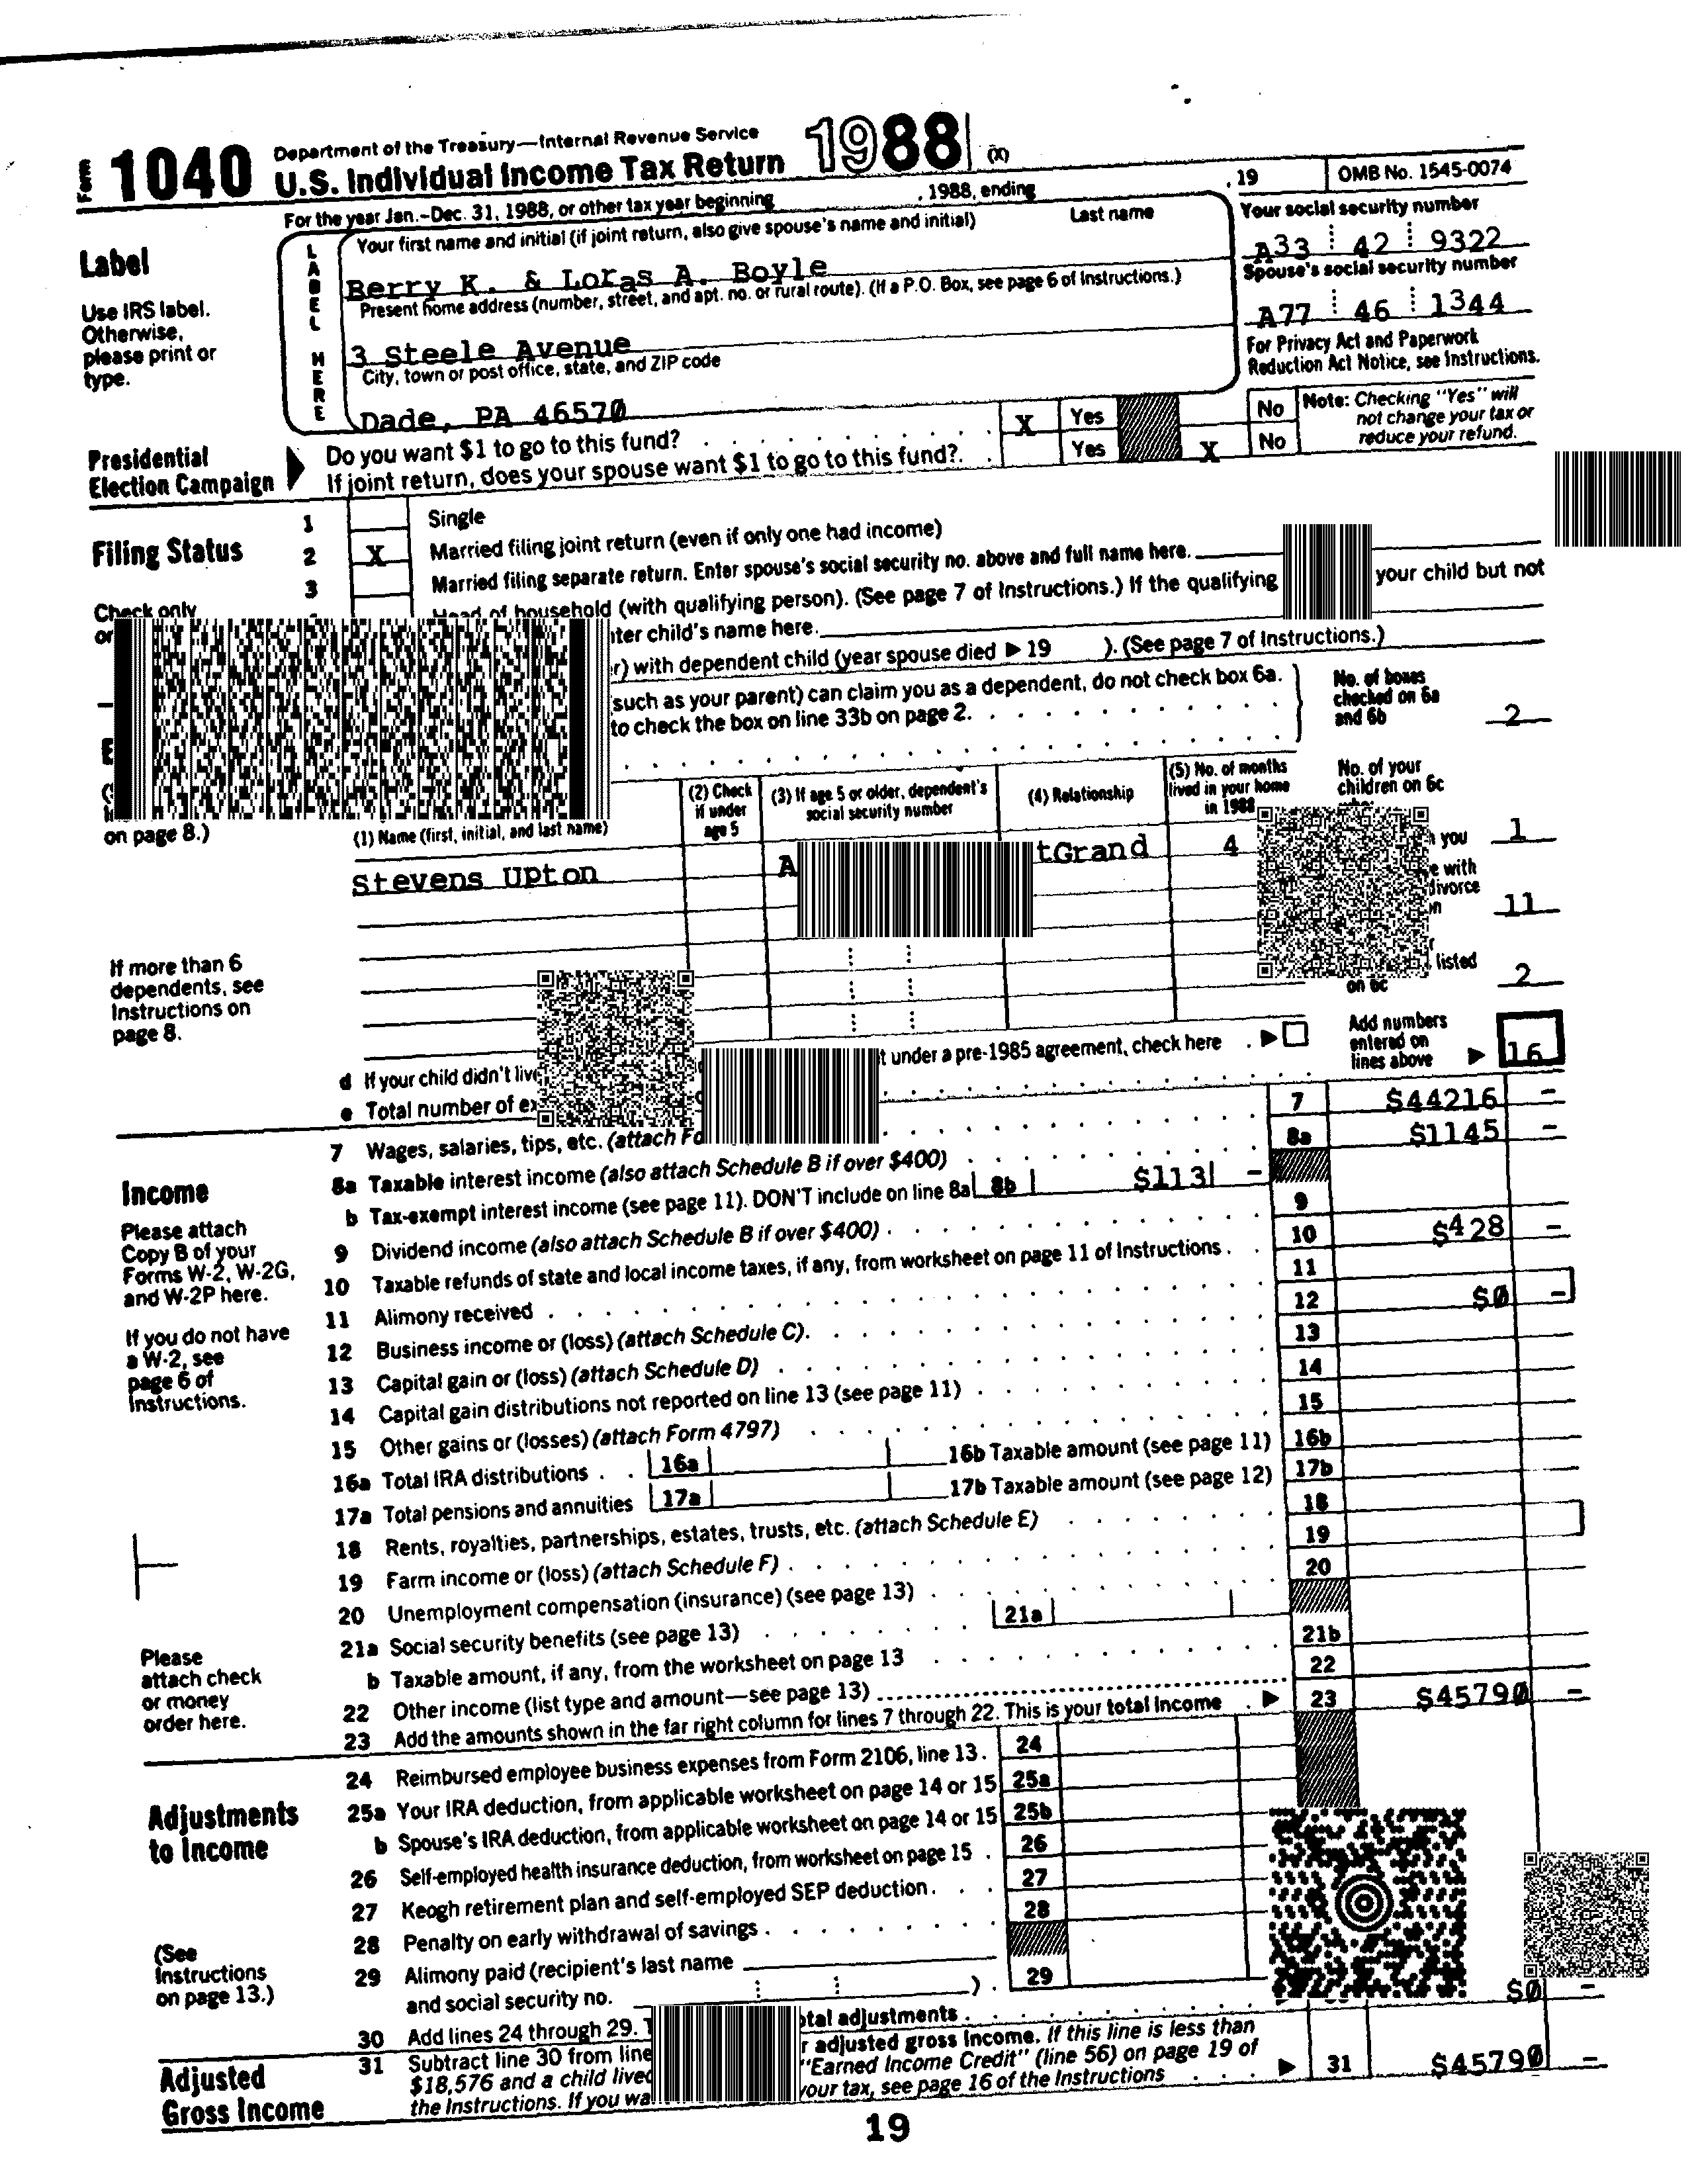 Form 1040 Department of the Treasury—Internal Revenue Service
U.S. Individual Income Tax Return 1988 (X)
For the year Jan.-Dec. 31, 1988, or other tax year beginning , 1988, ending , 19 OMB No. 1545-0074
Label
Use IRS label. Otherwise, please print or type.
LABEL HERE
Your first name and initial (if joint return, also give spouse's name and initial) Last name
Berry K. & Loras A. Boyle
Your social security number
A33 42 9322
Present home address (number, street, and apt. no. or rural route). (If a P.O. Box, see page 6 of Instructions.)
3 Steele Avenue
Spouse's social security number
A77 46 1344
City, town or post office, state, and ZIP code
Dade, PA 46570
For Privacy Act and Paperwork Reduction Act Notice, see Instructions.
Presidential Election Campaign
Do you want $1 to go to this fund? X Yes No
If joint return, does your spouse want $1 to go to this fund?. Yes X No
Note: Checking "Yes" will not change your tax or reduce your refund.
Filing Status
Check only
1 Single
2 X Married filing joint return (even if only one had income)
3 Married filing separate return. Enter spouse's social security no. above and full name here.
Head of household (with qualifying person). (See page 7 of Instructions.) If the qualifying your child but not
child's name here.
with dependent child (year spouse died ▶ 19 ). (See page 7 of Instructions.)
such as your parent) can claim you as a dependent, do not check box 6a.
to check the box on line 33b on page 2.
No. of boxes checked on 6a and 6b 2
on page 8.)
(1) Name (first, initial, and last name) (2) Check if under age 5 (3) If age 5 or older, dependent's social security number (4) Relationship (5) No. of months lived in your home in 1988
Stevens Upton A tGrand 4
No. of your children on 6c
you 1
with
divorce
11
listed on 6c 2
If more than 6 dependents, see Instructions on page 8.
d If your child didn't live under a pre-1985 agreement, check here ▶
e Total number of
Add numbers entered on lines above ▶ 16
Income
Please attach Copy B of your Forms W-2, W-2G, and W-2P here.
If you do not have a W-2, see page 6 of Instructions.
7 Wages, salaries, tips, etc. (attach 7 $44216 -
8a Taxable interest income (also attach Schedule B if over $400) 8a $1145 -
b Tax-exempt interest income (see page 11). DON'T include on line 8a 8b $113 -
9 Dividend income (also attach Schedule B if over $400) 9
10 Taxable refunds of state and local income taxes, if any, from worksheet on page 11 of Instructions. 10 $428 -
11 Alimony received 11
12 Business income or (loss) (attach Schedule C). 12 $0 -
13 Capital gain or (loss) (attach Schedule D) 13
14 Capital gain distributions not reported on line 13 (see page 11) 14
15 Other gains or (losses) (attach Form 4797) 15
16a Total IRA distributions 16a 16b Taxable amount (see page 11) 16b
17a Total pensions and annuities 17a 17b Taxable amount (see page 12) 17b
18 Rents, royalties, partnerships, estates, trusts, etc. (attach Schedule E) 18
19 Farm income or (loss) (attach Schedule F) 19
20 Unemployment compensation (insurance) (see page 13) 20
21a Social security benefits (see page 13) 21a
b Taxable amount, if any, from the worksheet on page 13 21b
22 Other income (list type and amount—see page 13) 22
23 Add the amounts shown in the far right column for lines 7 through 22. This is your total income ▶ 23 $45790 -
Please attach check or money order here.
Adjustments to Income
(See Instructions on page 13.)
24 Reimbursed employee business expenses from Form 2106, line 13. 24
25a Your IRA deduction, from applicable worksheet on page 14 or 15 25a
b Spouse's IRA deduction, from applicable worksheet on page 14 or 15 25b
26 Self-employed health insurance deduction, from worksheet on page 15 26
27 Keogh retirement plan and self-employed SEP deduction. 27
28 Penalty on early withdrawal of savings 28
29 Alimony paid (recipient's last name
and social security no. ). 29
30 Add lines 24 through 29. adjustments $0 -
Adjusted Gross Income
31 Subtract line 30 from line adjusted gross income. If this line is less than
$18,576 and a child lived "Earned Income Credit" (line 56) on page 19 of
the Instructions. If you your tax, see page 16 of the Instructions ▶ 31 $45790 -
19